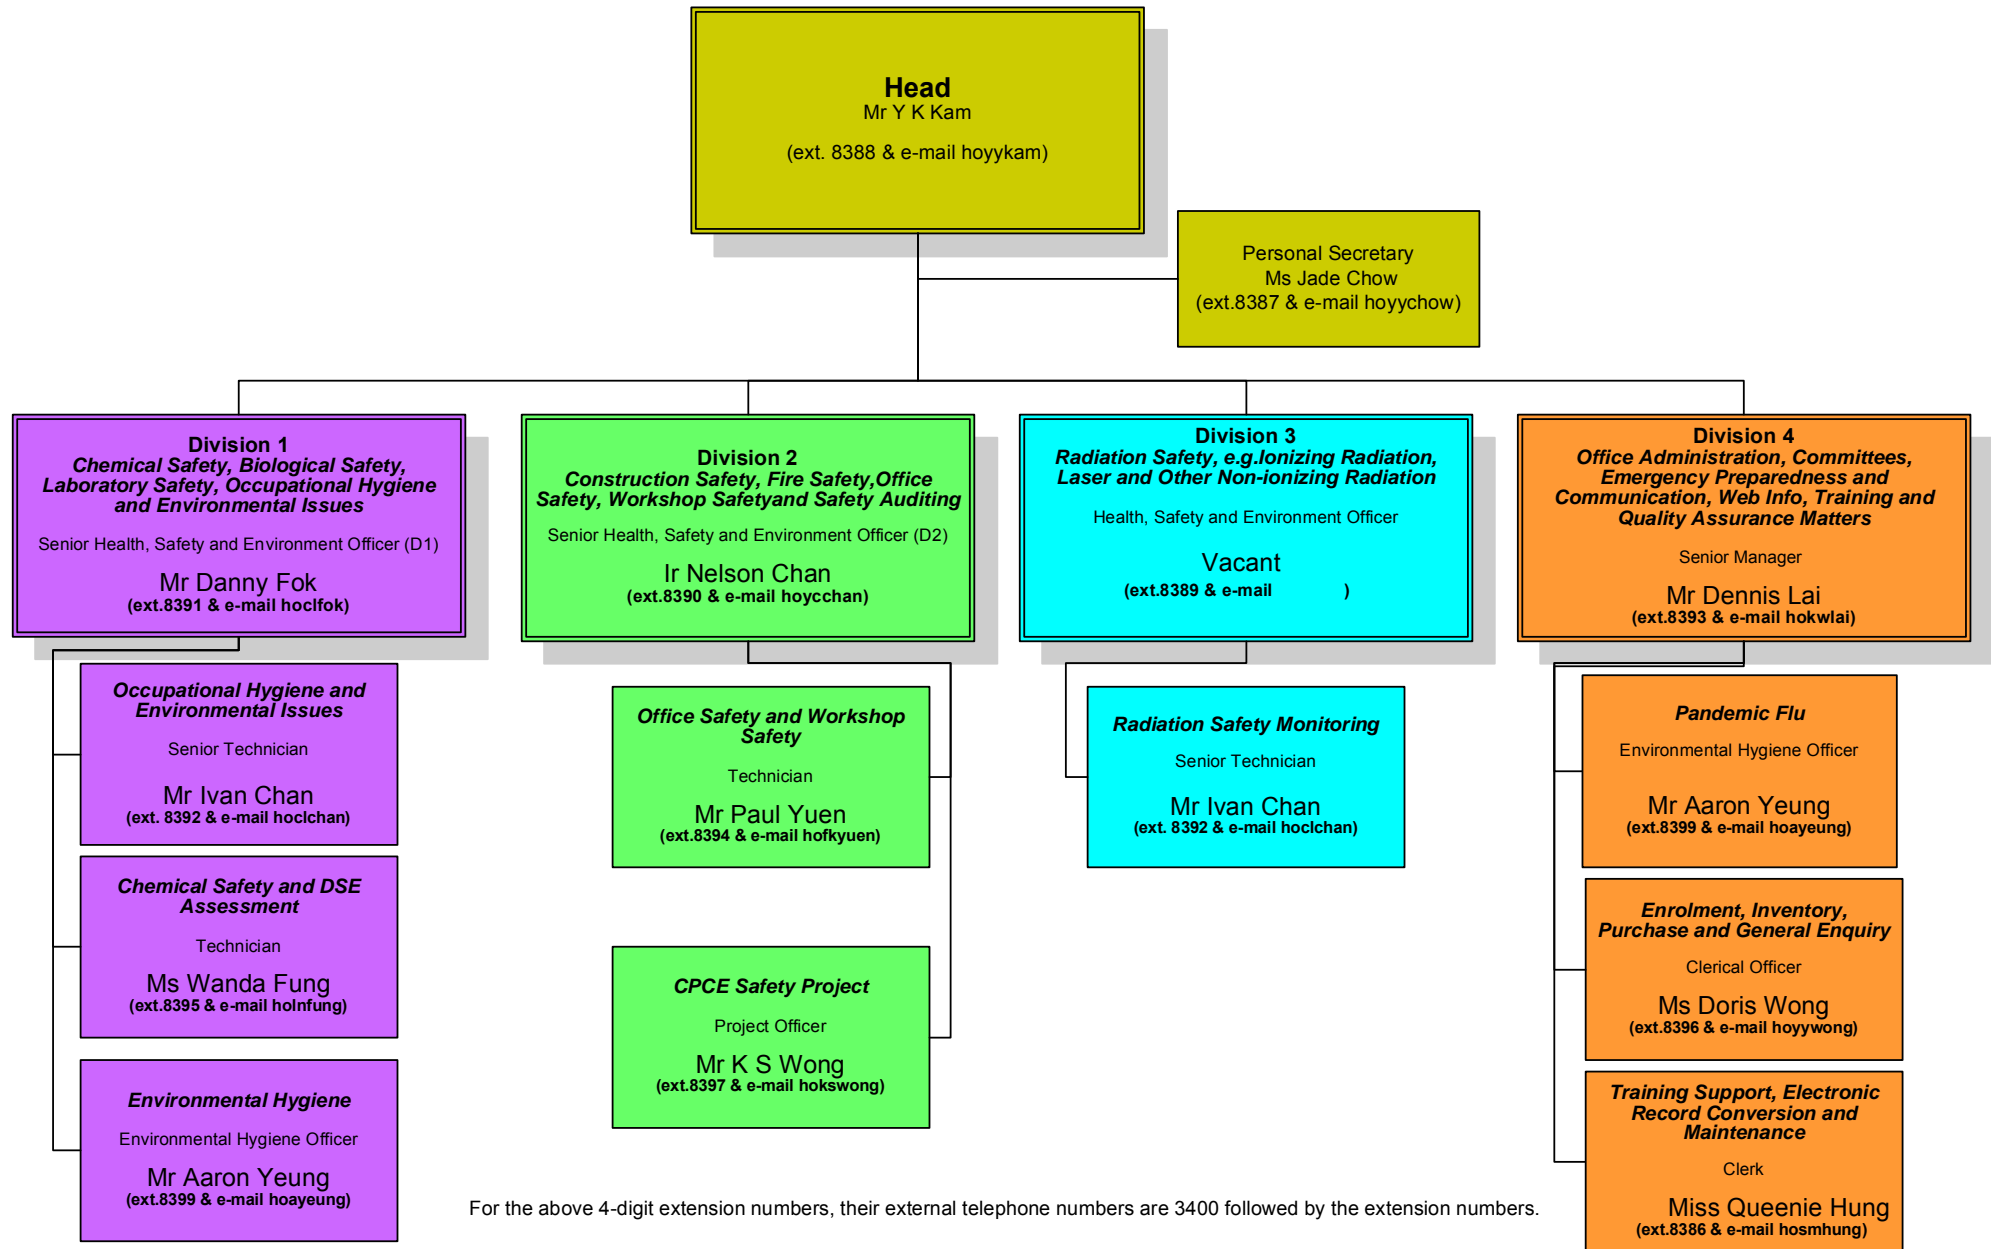 Head
Mr Y K Kam
(ext. 8388 & e-mail hoyykam)
Personal Secretary
Ms Jade Chow
(ext.8387 & e-mail hoyychow)
Division 1
Chemical Safety, Biological Safety,
Laboratory Safety, Occupational Hygiene
and Environmental Issues
Senior Health, Safety and Environment Officer (D1)
Mr Danny Fok
(ext.8391 & e-mail hoclfok)
Division 2
Construction Safety, Fire Safety,Office
Safety, Workshop Safetyand Safety Auditing
Senior Health, Safety and Environment Officer (D2)
Ir Nelson Chan
(ext.8390 & e-mail hoycchan)
Division 3
Radiation Safety, e.g.Ionizing Radiation,
Laser and Other Non-ionizing Radiation
Health, Safety and Environment Officer
Vacant
(ext.8389 & e-mail )
Division 4
Office Administration, Committees,
Emergency Preparedness and
Communication, Web Info, Training and
Quality Assurance Matters
Senior Manager
Mr Dennis Lai
(ext.8393 & e-mail hokwlai)
Occupational Hygiene and
Environmental Issues
Senior Technician
Mr Ivan Chan
(ext. 8392 & e-mail hoclchan)
Chemical Safety and DSE
Assessment
Technician
Ms Wanda Fung
(ext.8395 & e-mail holnfung)
Environmental Hygiene
Environmental Hygiene Officer
Mr Aaron Yeung
(ext.8399 & e-mail hoayeung)
Office Safety and Workshop
Safety
Technician
Mr Paul Yuen
(ext.8394 & e-mail hofkyuen)
CPCE Safety Project
Project Officer
Mr K S Wong
(ext.8397 & e-mail hokswong)
Radiation Safety Monitoring
Senior Technician
Mr Ivan Chan
(ext. 8392 & e-mail hoclchan)
Pandemic Flu
Environmental Hygiene Officer
Mr Aaron Yeung
(ext.8399 & e-mail hoayeung)
Enrolment, Inventory,
Purchase and General Enquiry
Clerical Officer
Ms Doris Wong
(ext.8396 & e-mail hoyywong)
Training Support, Electronic
Record Conversion and
Maintenance
Clerk
Miss Queenie Hung
(ext.8386 & e-mail hosmhung)
For the above 4-digit extension numbers, their external telephone numbers are 3400 followed by the extension numbers.